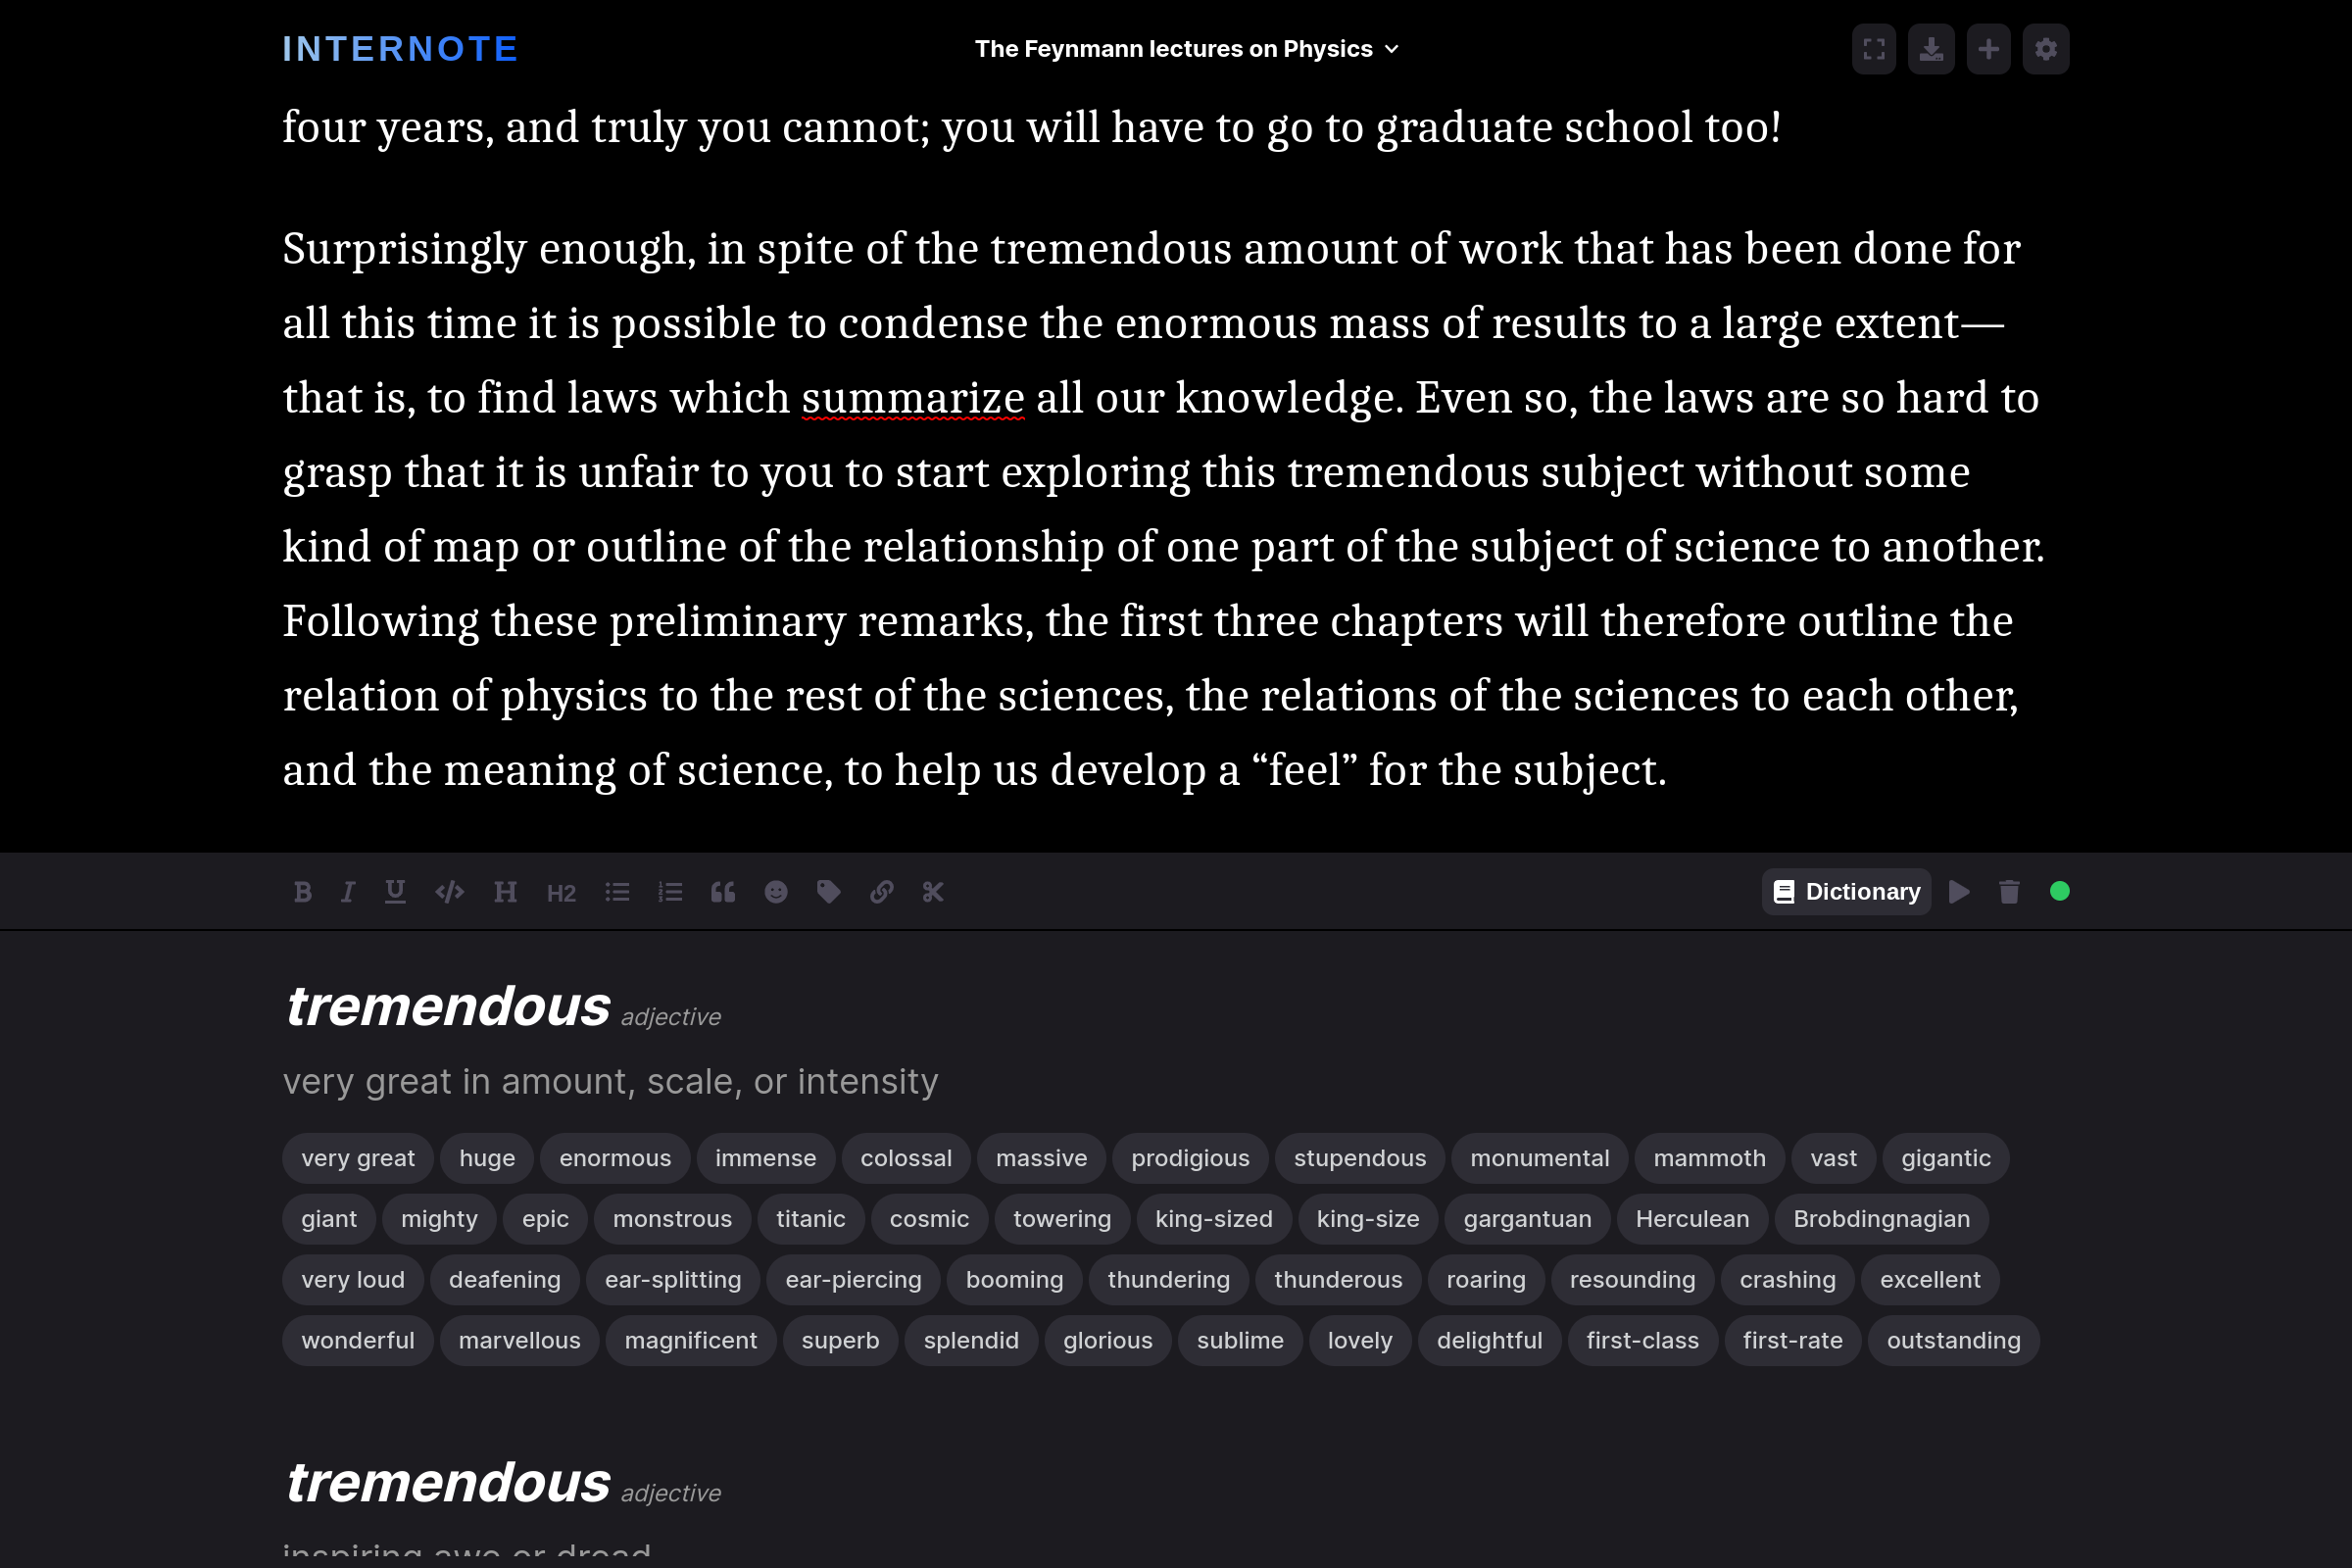 INTERNOTE
The Feynmann lectures on Physics
four years, and truly you cannot; you will have to go to graduate school too!
Surprisingly enough, in spite of the tremendous amount of work that has been done for
all this time it is possible to condense the enormous mass of results to a large extent—
that is, to find laws which summarize all our knowledge. Even so, the laws are so hard to
grasp that it is unfair to you to start exploring this tremendous subject without some
kind of map or outline of the relationship of one part of the subject of science to another.
Following these preliminary remarks, the first three chapters will therefore outline the
relation of physics to the rest of the sciences, the relations of the sciences to each other,
and the meaning of science, to help us develop a “feel” for the subject.
B I U H H2 Dictionary
tremendous adjective
very great in amount, scale, or intensity
very great huge enormous immense colossal massive prodigious stupendous monumental mammoth vast gigantic
giant mighty epic monstrous titanic cosmic towering king-sized king-size gargantuan Herculean Brobdingnagian
very loud deafening ear-splitting ear-piercing booming thundering thunderous roaring resounding crashing excellent
wonderful marvellous magnificent superb splendid glorious sublime lovely delightful first-class first-rate outstanding
tremendous adjective
inspiring awe or dread